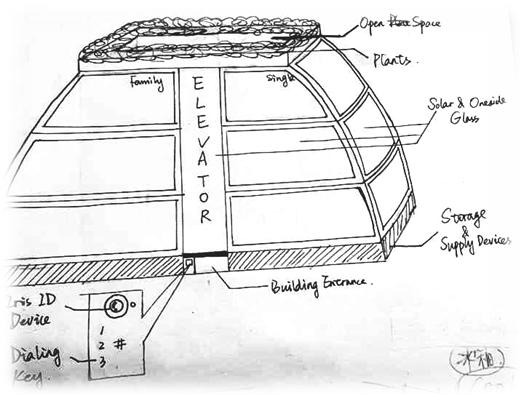 Open Space
Plants.
Family
Single
ELEVATOR
Solar & Oneside
Glass
Storage
&
Supply Devices
Building Entrance.
Iris ID
Device
1
2 #
3
Dialing
Key.